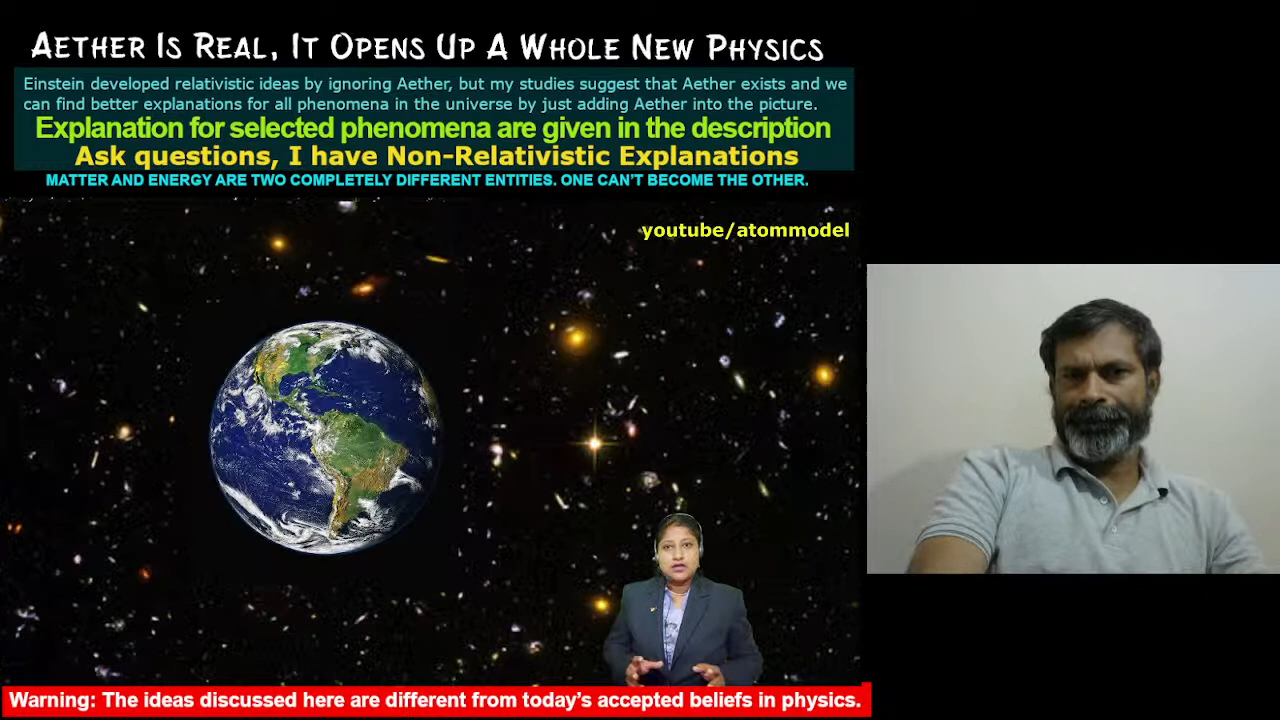 Aether Is Real, It Opens Up A Whole New Physics
Einstein developed relativistic ideas by ignoring Aether, but my studies suggest that Aether exists and we
can find better explanations for all phenomena in the universe by just adding Aether into the picture.
Explanation for selected phenomena are given in the description
Ask questions, I have Non-Relativistic Explanations
MATTER AND ENERGY ARE TWO COMPLETELY DIFFERENT ENTITIES. ONE CAN'T BECOME THE OTHER.
youtube/atommodel
Warning: The ideas discussed here are different from today's accepted beliefs in physics.